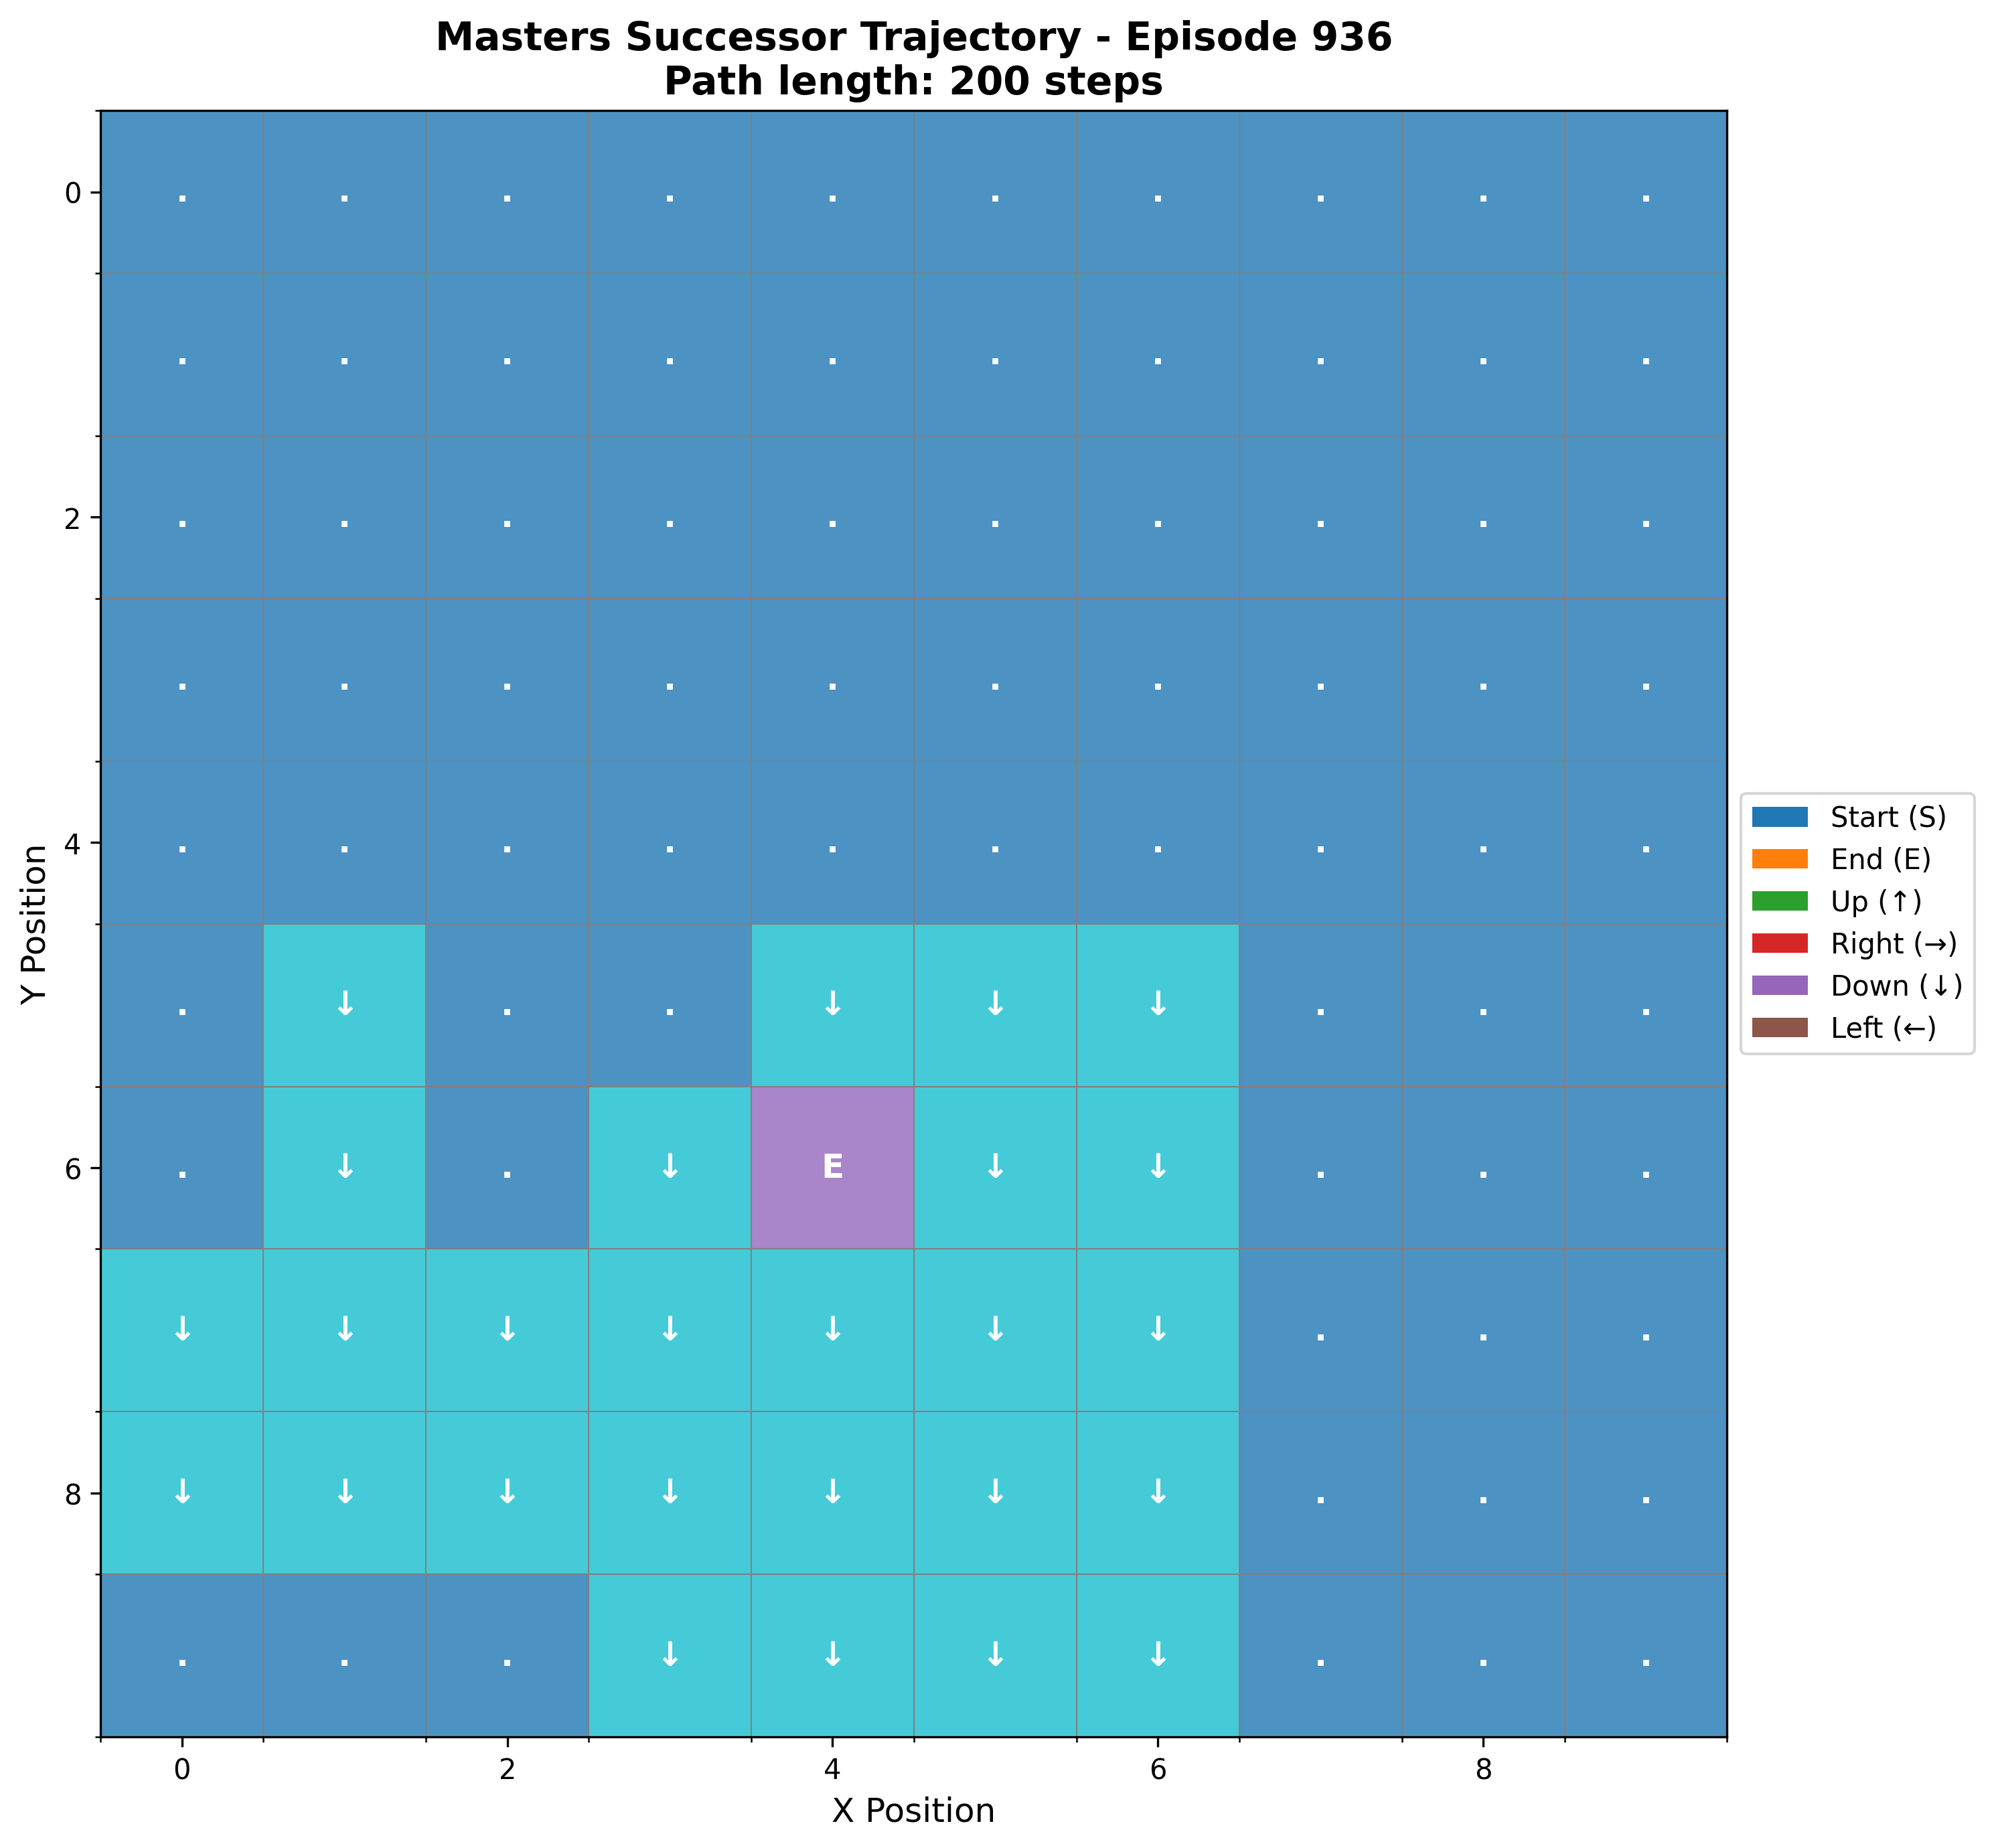 Masters Successor Trajectory - Episode 936
Path length: 200 steps
0 . . . . . . . . . .
. . . . . . . . . .
2 . . . . . . . . . .
. . . . . . . . . .
4 . . . . . . . . . .
. ↓ . . ↓ ↓ ↓ . . .
6 . ↓ . ↓ E ↓ ↓ . . .
↓ ↓ ↓ ↓ ↓ ↓ ↓ . . .
8 ↓ ↓ ↓ ↓ ↓ ↓ ↓ . . .
. . . ↓ ↓ ↓ ↓ . . .
0 2 4 6 8
X Position
Y Position
Start (S)
End (E)
Up (↑)
Right (→)
Down (↓)
Left (←)